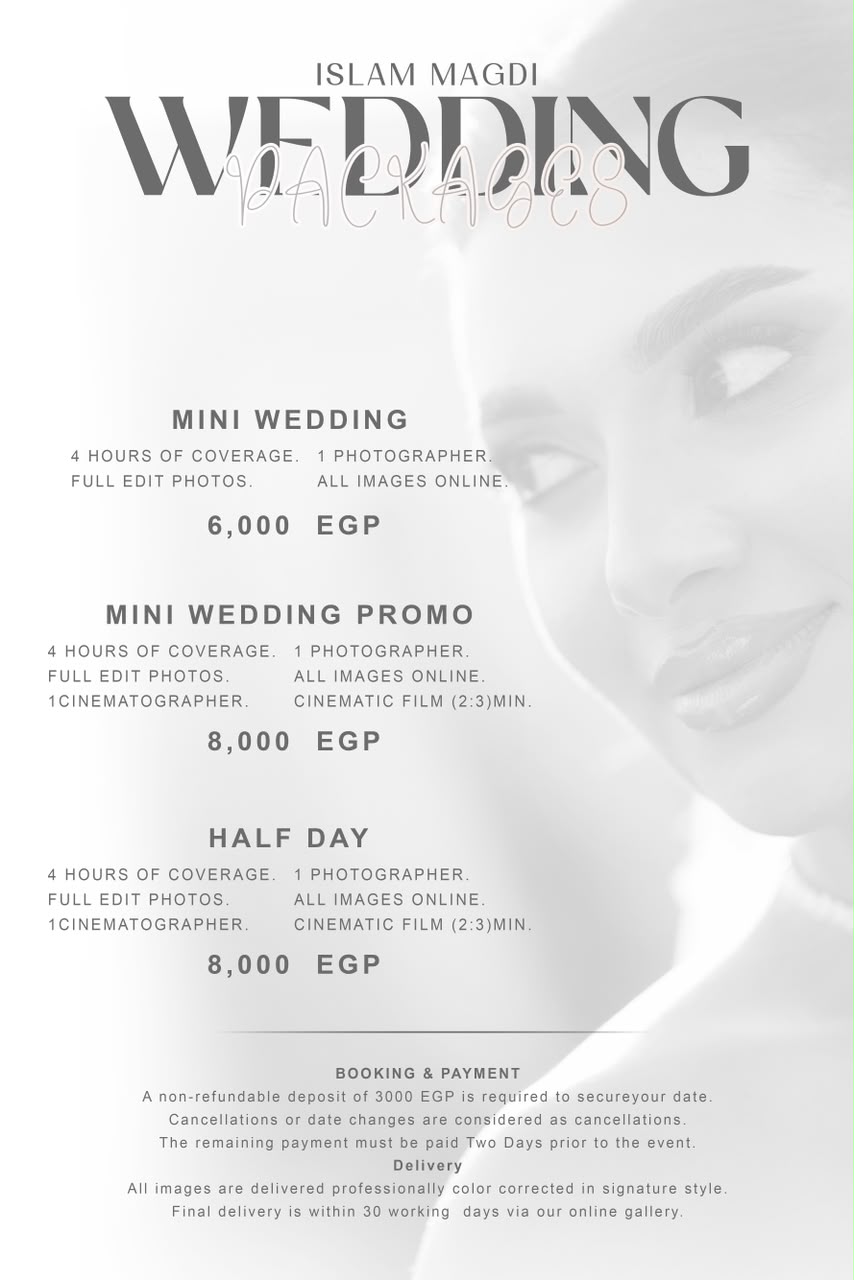 ISLAM MAGDI
WEDDING
PACKAGES
MINI WEDDING
4 HOURS OF COVERAGE. 1 PHOTOGRAPHER.
FULL EDIT PHOTOS. ALL IMAGES ONLINE.
6,000 EGP
MINI WEDDING PROMO
4 HOURS OF COVERAGE. 1 PHOTOGRAPHER.
FULL EDIT PHOTOS. ALL IMAGES ONLINE.
1CINEMATOGRAPHER. CINEMATIC FILM (2:3)MIN.
8,000 EGP
HALF DAY
4 HOURS OF COVERAGE. 1 PHOTOGRAPHER.
FULL EDIT PHOTOS. ALL IMAGES ONLINE.
1CINEMATOGRAPHER. CINEMATIC FILM (2:3)MIN.
8,000 EGP
BOOKING & PAYMENT
A non-refundable deposit of 3000 EGP is required to secureyour date.
Cancellations or date changes are considered as cancellations.
The remaining payment must be paid Two Days prior to the event.
Delivery
All images are delivered professionally color corrected in signature style.
Final delivery is within 30 working days via our online gallery.